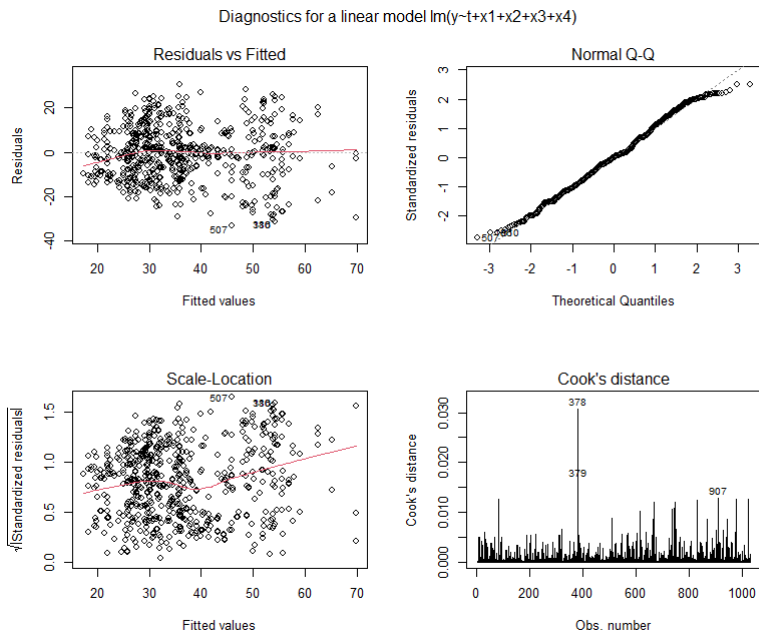 Diagnostics for a linear model lm(y~t+x1+x2+x3+x4)
Residuals vs Fitted
Residuals
20
0
-20
-40
507
20 30 40 50 60 70
Fitted values
Normal Q-Q
Standardized residuals
3
2
1
0
-1
-2
507
-3 -2 -1 0 1 2 3
Theoretical Quantiles
Scale-Location
√|Standardized residuals|
1.5
1.0
0.5
0.0
507
20 30 40 50 60 70
Fitted values
Cook's distance
Cook's distance
0.030
0.020
0.010
0.000
378
379
907
0 200 400 600 800 1000
Obs. number